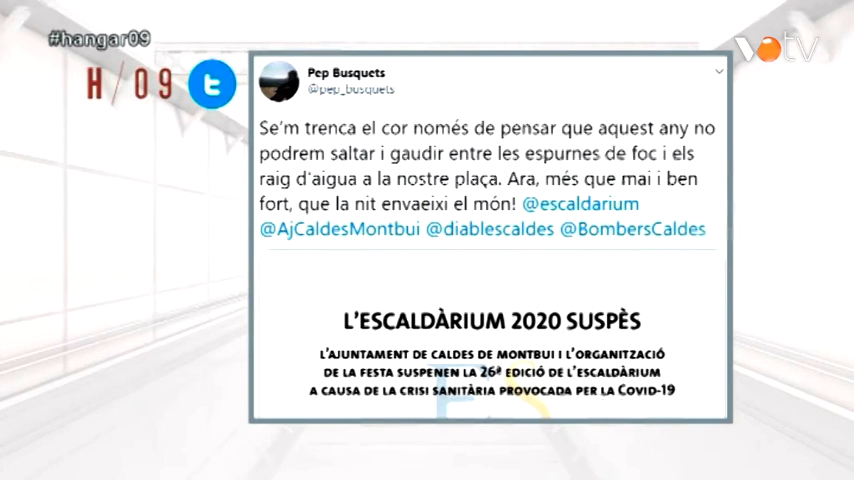 #hangar09
votv
H/09
Pep Busquets
@pep_busquets
Se'm trenca el cor només de pensar que aquest any no
podrem saltar i gaudir entre les espurnes de foc i els
raig d'aigua a la nostre plaça. Ara, més que mai i ben
fort, que la nit envaeixi el món! @escaldarium
@AjCaldesMontbui @diablescaldes @BombersCaldes
L'ESCALDÀRIUM 2020 SUSPÈS
L'AJUNTAMENT DE CALDES DE MONTBUI I L'ORGANITZACIÓ
DE LA FESTA SUSPENEN LA 26ª EDICIÓ DE L'ESCALDÀRIUM
A CAUSA DE LA CRISI SANITÀRIA PROVOCADA PER LA COVID-19